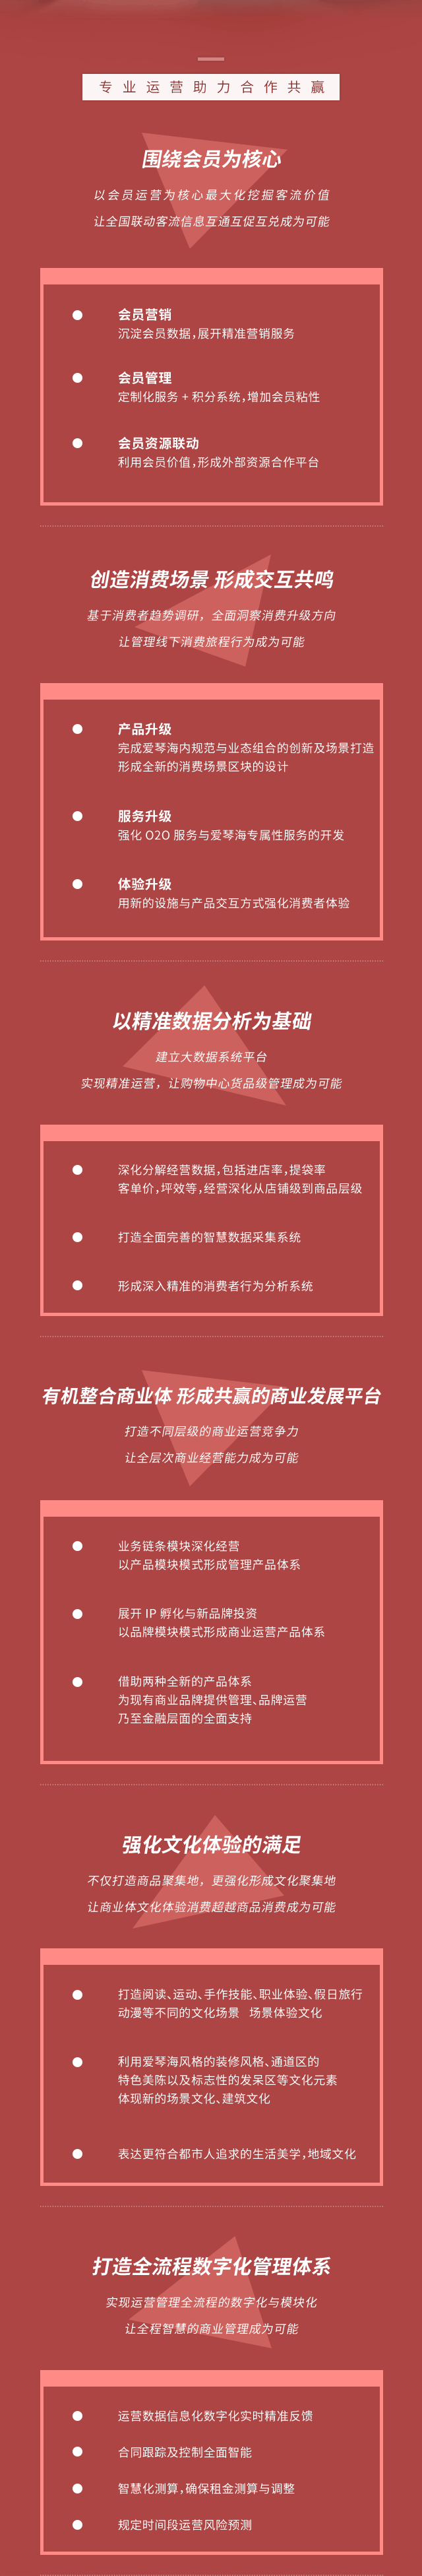 专业运营助力合作共赢
围绕会员为核心
以会员运营为核心最大化挖掘客流价值
让全国联动客流信息互通互促互兑成为可能
会员营销
沉淀会员数据，展开精准营销服务
会员管理
定制化服务 + 积分系统，增加会员粘性
会员资源联动
利用会员价值，形成外部资源合作平台
创造消费场景 形成交互共鸣
基于消费者趋势调研，全面洞察消费升级方向
让管理线下消费旅程行为成为可能
产品升级
完成爱琴海内规范与业态组合的创新及场景打造
形成全新的消费场景区块的设计
服务升级
强化 O2O 服务与爱琴海专属性服务的开发
体验升级
用新的设施与产品交互方式强化消费者体验
以精准数据分析为基础
建立大数据系统平台
实现精准运营，让购物中心货品级管理成为可能
深化分解经营数据，包括进店率，提袋率
客单价，坪效等，经营深化从店铺级到商品层级
打造全面完善的智慧数据采集系统
形成深入精准的消费者行为分析系统
有机整合商业体 形成共赢的商业发展平台
打造不同层级的商业运营竞争力
让全层次商业经营能力成为可能
业务链条模块深化经营
以产品模块模式形成管理产品体系
展开 IP 孵化与新品牌投资
以品牌模块模式形成商业运营产品体系
借助两种全新的产品体系
为现有商业品牌提供管理、品牌运营
乃至金融层面的全面支持
强化文化体验的满足
不仅打造商品聚集地，更强化形成文化聚集地
让商业体文化体验消费超越商品消费成为可能
打造阅读、运动、手作技能、职业体验、假日旅行
动漫等不同的文化场景 场景体验文化
利用爱琴海风格的装修风格、通道区的
特色美陈以及标志性的发呆区等文化元素
体现新的场景文化、建筑文化
表达更符合都市人追求的生活美学，地域文化
打造全流程数字化管理体系
实现运营管理全流程的数字化与模块化
让全程智慧的商业管理成为可能
运营数据信息化数字化实时精准反馈
合同跟踪及控制全面智能
智慧化测算，确保租金测算与调整
规定时间段运营风险预测